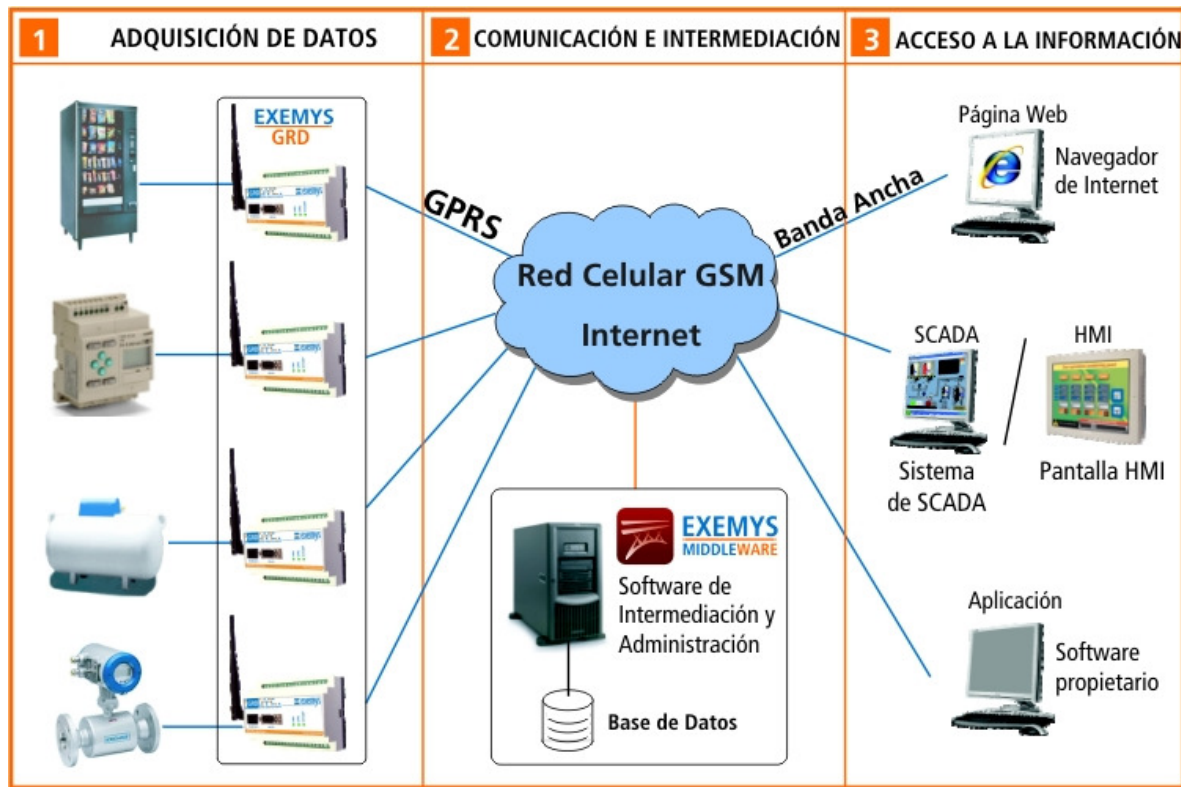 1 ADQUISICIÓN DE DATOS
2 COMUNICACIÓN E INTERMEDIACIÓN
3 ACCESO A LA INFORMACIÓN
EXEMYS
GRD
GPRS
Red Celular GSM
Internet
Banda Ancha
EXEMYS
MIDDLEWARE
Software de
Intermediación y
Administración
Base de Datos
Página Web
Navegador
de Internet
SCADA
HMI
Sistema
de SCADA
Pantalla HMI
Aplicación
Software
propietario